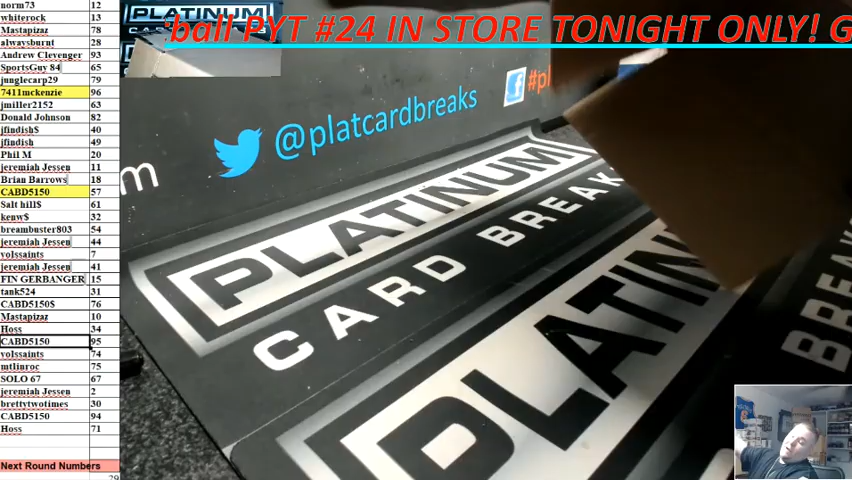 norm73 12
whiterock 13
Mastapizaz 78
alwaysburnt 28
Andrew Clevenger 93
SportsGuy 84 65
junglecarp29 79
7411mckenzie 96
jmiller2152 63
Donald Johnson 82
jfindish$ 40
jfindish 49
Phil M 20
jeremiah Jessen 11
Brian Barrows 18
CABD5150 57
Salt hill$ 61
kenw$ 32
breambuster803 54
jeremiah Jessen 44
volssaints 7
jeremiah Jessen 41
FIN GERBANGER 15
tank524 31
CABD5150$ 76
Mastapizaz 10
Hoss 34
CABD5150 95
volssaints 74
mtlinroc 75
SOLO 67 67
jeremiah Jessen 2
brettytwotimes 30
CABD5150 94
Hoss 71
Next Round Numbers
29
PLATINUM
ball PYT #24 IN STORE TONIGHT ONLY! G
@platcardbreaks
#pl
m
PLATINUM
CARD BREAK
PLATINUM
BREAK